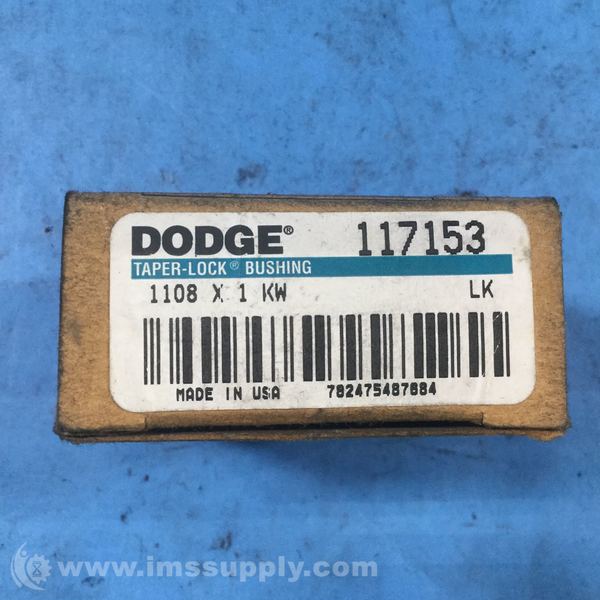 DODGE® 117153
TAPER-LOCK® BUSHING
1108 X 1 KW LK
MADE IN USA 782475487884
www.imssupply.com